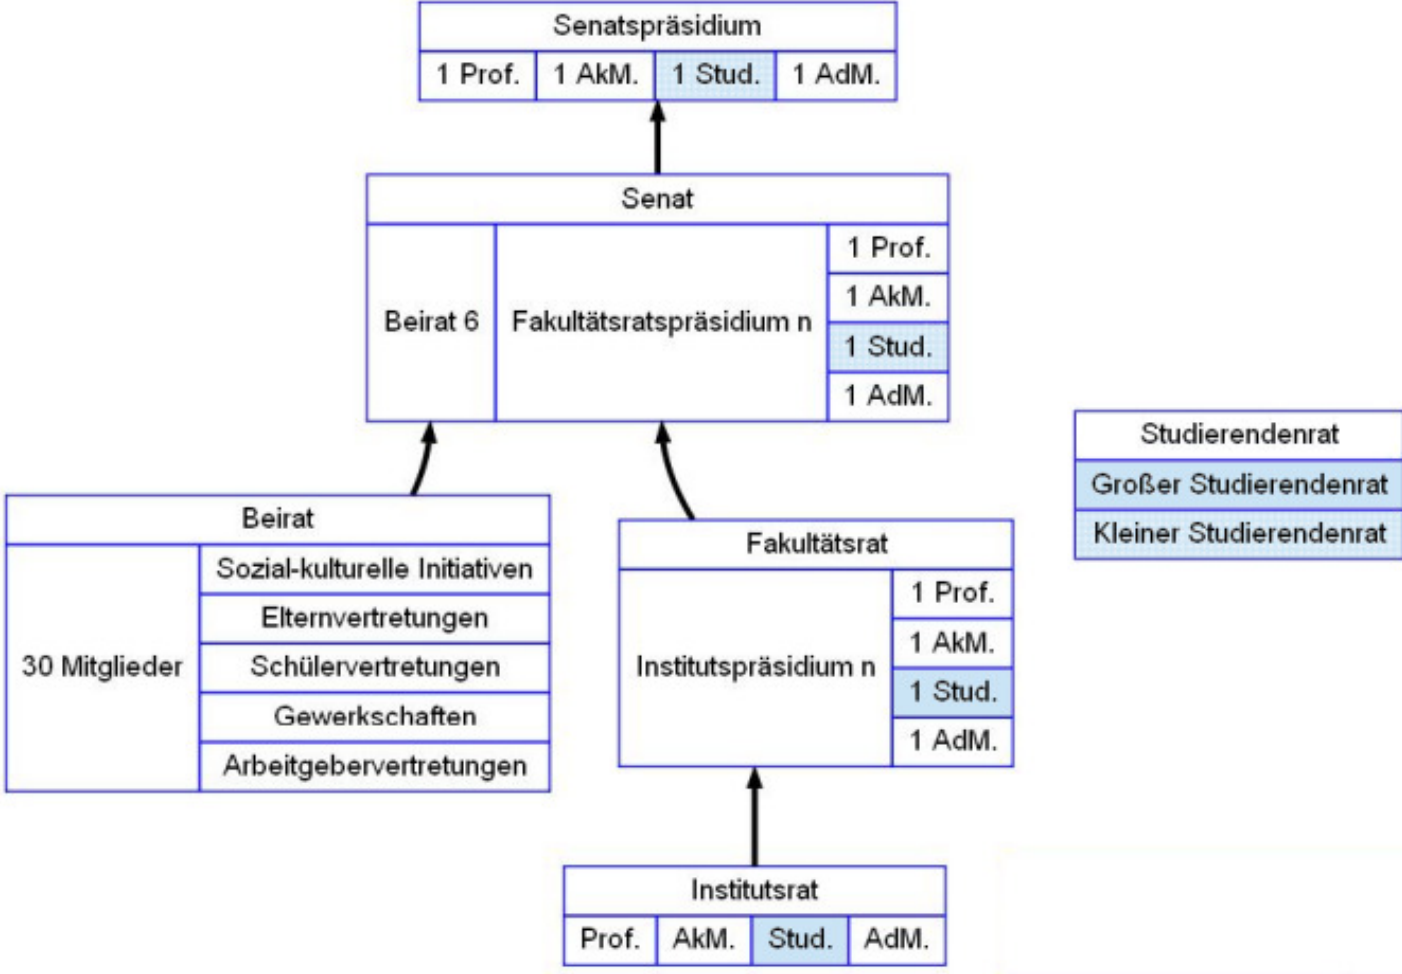 Senatspräsidium
1 Prof. 1 AkM. 1 Stud. 1 AdM.
Senat
Beirat 6
Fakultätsratspräsidium n
1 Prof.
1 AkM.
1 Stud.
1 AdM.
Beirat
30 Mitglieder
Sozial-kulturelle Initiativen
Elternvertretungen
Schülervertretungen
Gewerkschaften
Arbeitgebervertretungen
Fakultätsrat
Institutspräsidium n
1 Prof.
1 AkM.
1 Stud.
1 AdM.
Studierendenrat
Großer Studierendenrat
Kleiner Studierendenrat
Institutsrat
Prof. AkM. Stud. AdM.